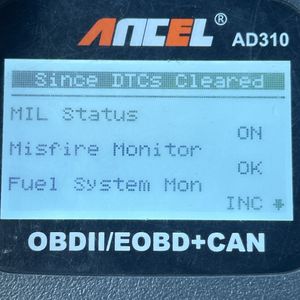 ANCEL®
AD310
Since DTCs Cleared
MIL Status
ON
Misfire Monitor
OK
Fuel System Mon
INC
OBDII/EOBD+CAN